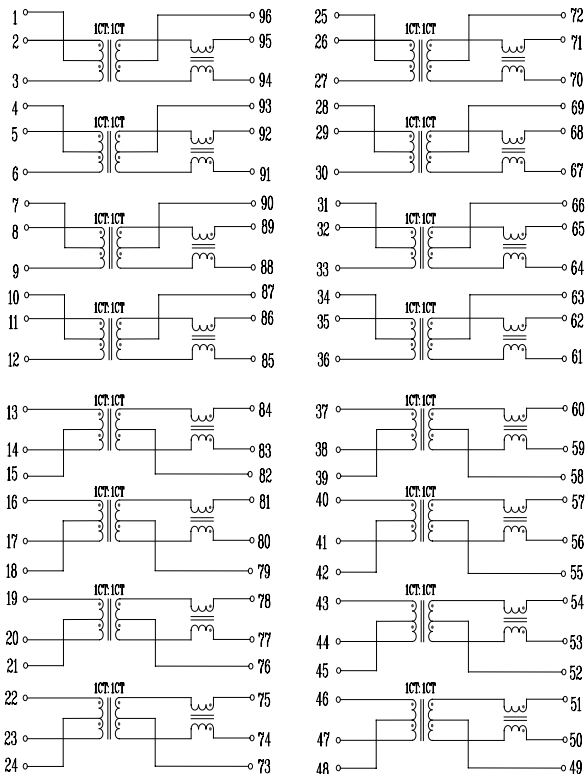 1 96 25 72
1CT:1CT 1CT:1CT
2 95 26 71
3 94 27 70
4 93 28 69
1CT:1CT 1CT:1CT
5 92 29 68
6 91 30 67
7 90 31 66
1CT:1CT 1CT:1CT
8 89 32 65
9 88 33 64
10 87 34 63
1CT:1CT 1CT:1CT
11 86 35 62
12 85 36 61
1CT:1CT 1CT:1CT
13 84 37 60
14 83 38 59
15 82 39 58
1CT:1CT 1CT:1CT
16 81 40 57
17 80 41 56
18 79 42 55
1CT:1CT 1CT:1CT
19 78 43 54
20 77 44 53
21 76 45 52
1CT:1CT 1CT:1CT
22 75 46 51
23 74 47 50
24 73 48 49